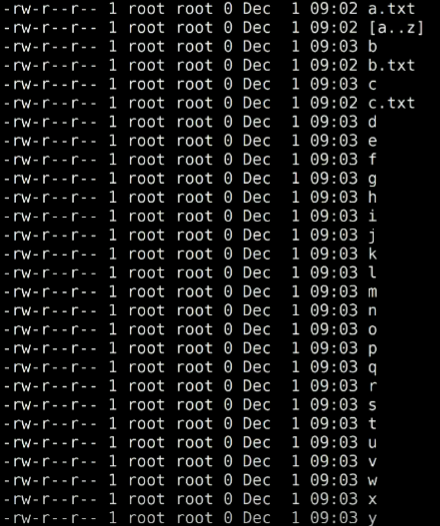 -rw-r--r-- 1 root root 0 Dec  1 09:02 a.txt
-rw-r--r-- 1 root root 0 Dec  1 09:02 [a..z]
-rw-r--r-- 1 root root 0 Dec  1 09:03 b
-rw-r--r-- 1 root root 0 Dec  1 09:02 b.txt
-rw-r--r-- 1 root root 0 Dec  1 09:03 c
-rw-r--r-- 1 root root 0 Dec  1 09:02 c.txt
-rw-r--r-- 1 root root 0 Dec  1 09:03 d
-rw-r--r-- 1 root root 0 Dec  1 09:03 e
-rw-r--r-- 1 root root 0 Dec  1 09:03 f
-rw-r--r-- 1 root root 0 Dec  1 09:03 g
-rw-r--r-- 1 root root 0 Dec  1 09:03 h
-rw-r--r-- 1 root root 0 Dec  1 09:03 i
-rw-r--r-- 1 root root 0 Dec  1 09:03 j
-rw-r--r-- 1 root root 0 Dec  1 09:03 k
-rw-r--r-- 1 root root 0 Dec  1 09:03 l
-rw-r--r-- 1 root root 0 Dec  1 09:03 m
-rw-r--r-- 1 root root 0 Dec  1 09:03 n
-rw-r--r-- 1 root root 0 Dec  1 09:03 o
-rw-r--r-- 1 root root 0 Dec  1 09:03 p
-rw-r--r-- 1 root root 0 Dec  1 09:03 q
-rw-r--r-- 1 root root 0 Dec  1 09:03 r
-rw-r--r-- 1 root root 0 Dec  1 09:03 s
-rw-r--r-- 1 root root 0 Dec  1 09:03 t
-rw-r--r-- 1 root root 0 Dec  1 09:03 u
-rw-r--r-- 1 root root 0 Dec  1 09:03 v
-rw-r--r-- 1 root root 0 Dec  1 09:03 w
-rw-r--r-- 1 root root 0 Dec  1 09:03 x
-rw-r--r-- 1 root root 0 Dec  1 09:03 y